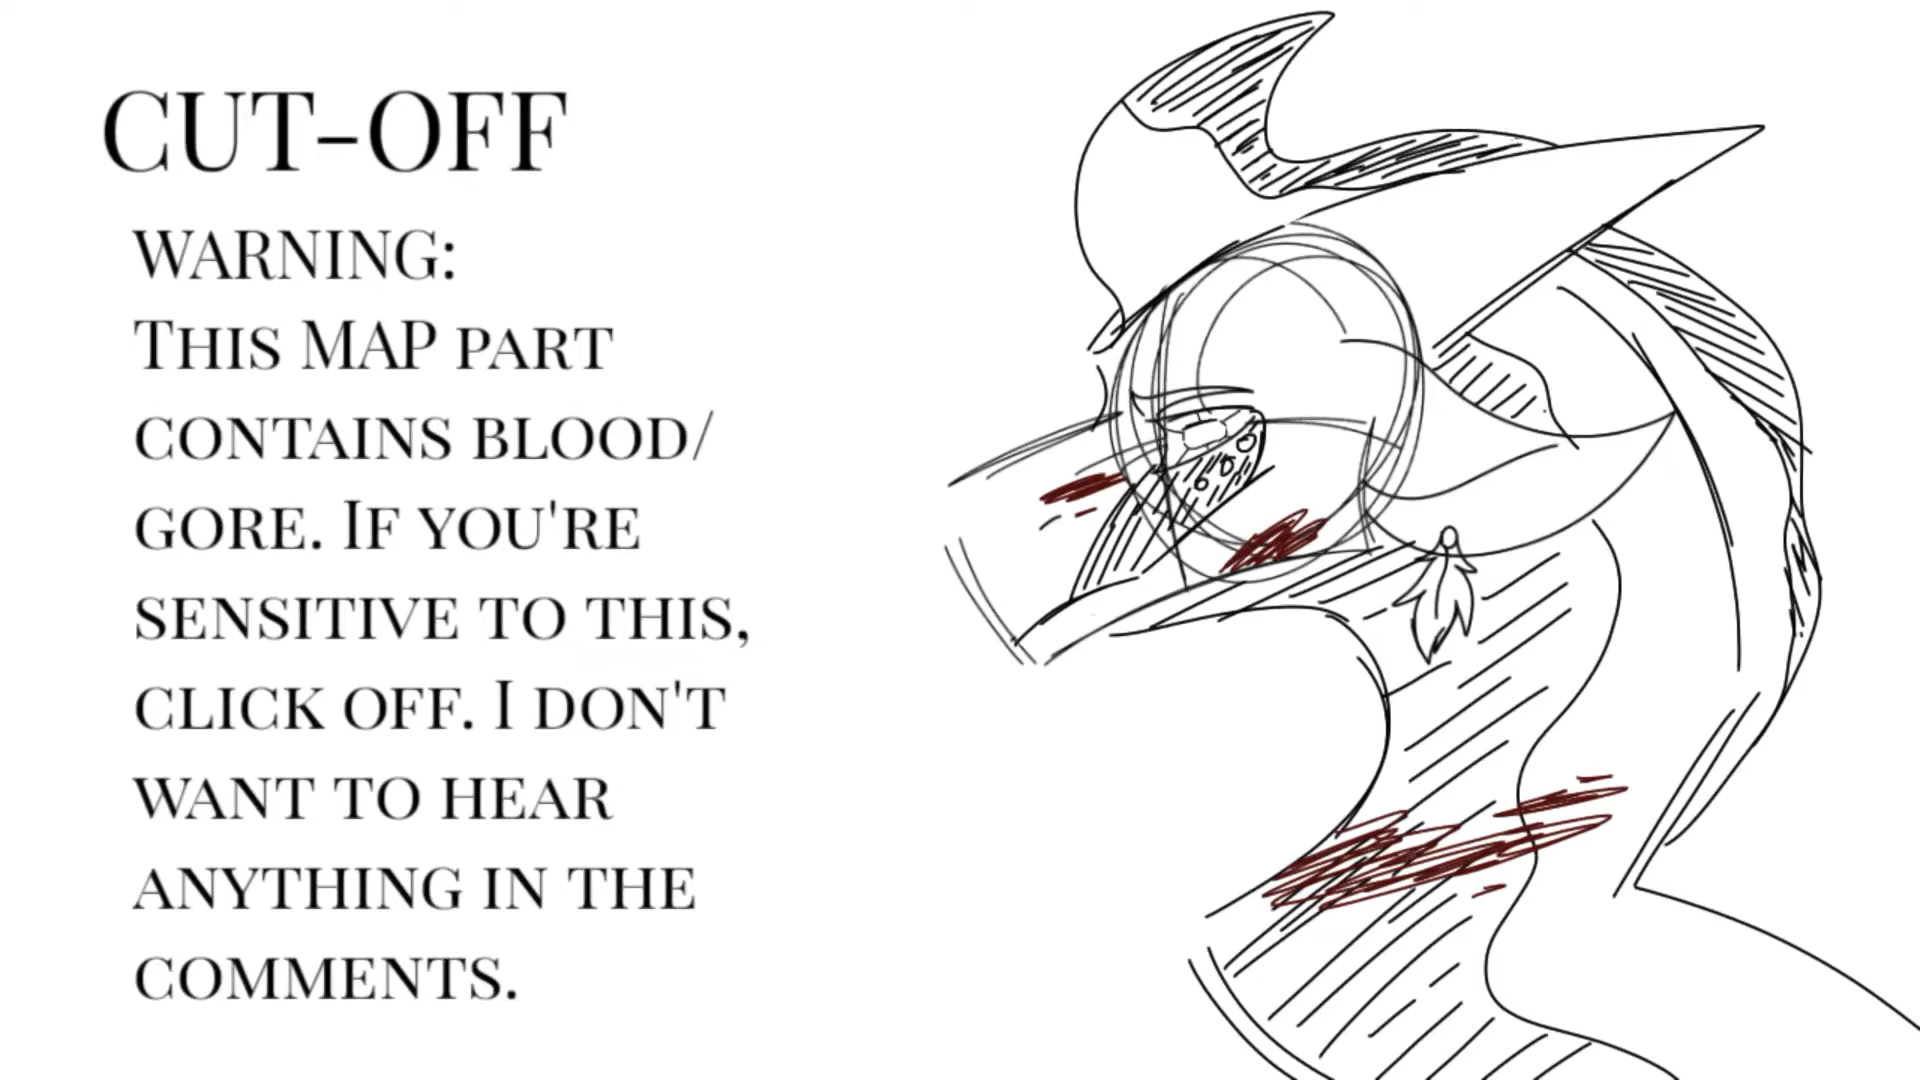 CUT-OFF
WARNING:
THIS MAP PART
CONTAINS BLOOD/
GORE. IF YOU'RE
SENSITIVE TO THIS,
CLICK OFF. I DON'T
WANT TO HEAR
ANYTHING IN THE
COMMENTS.